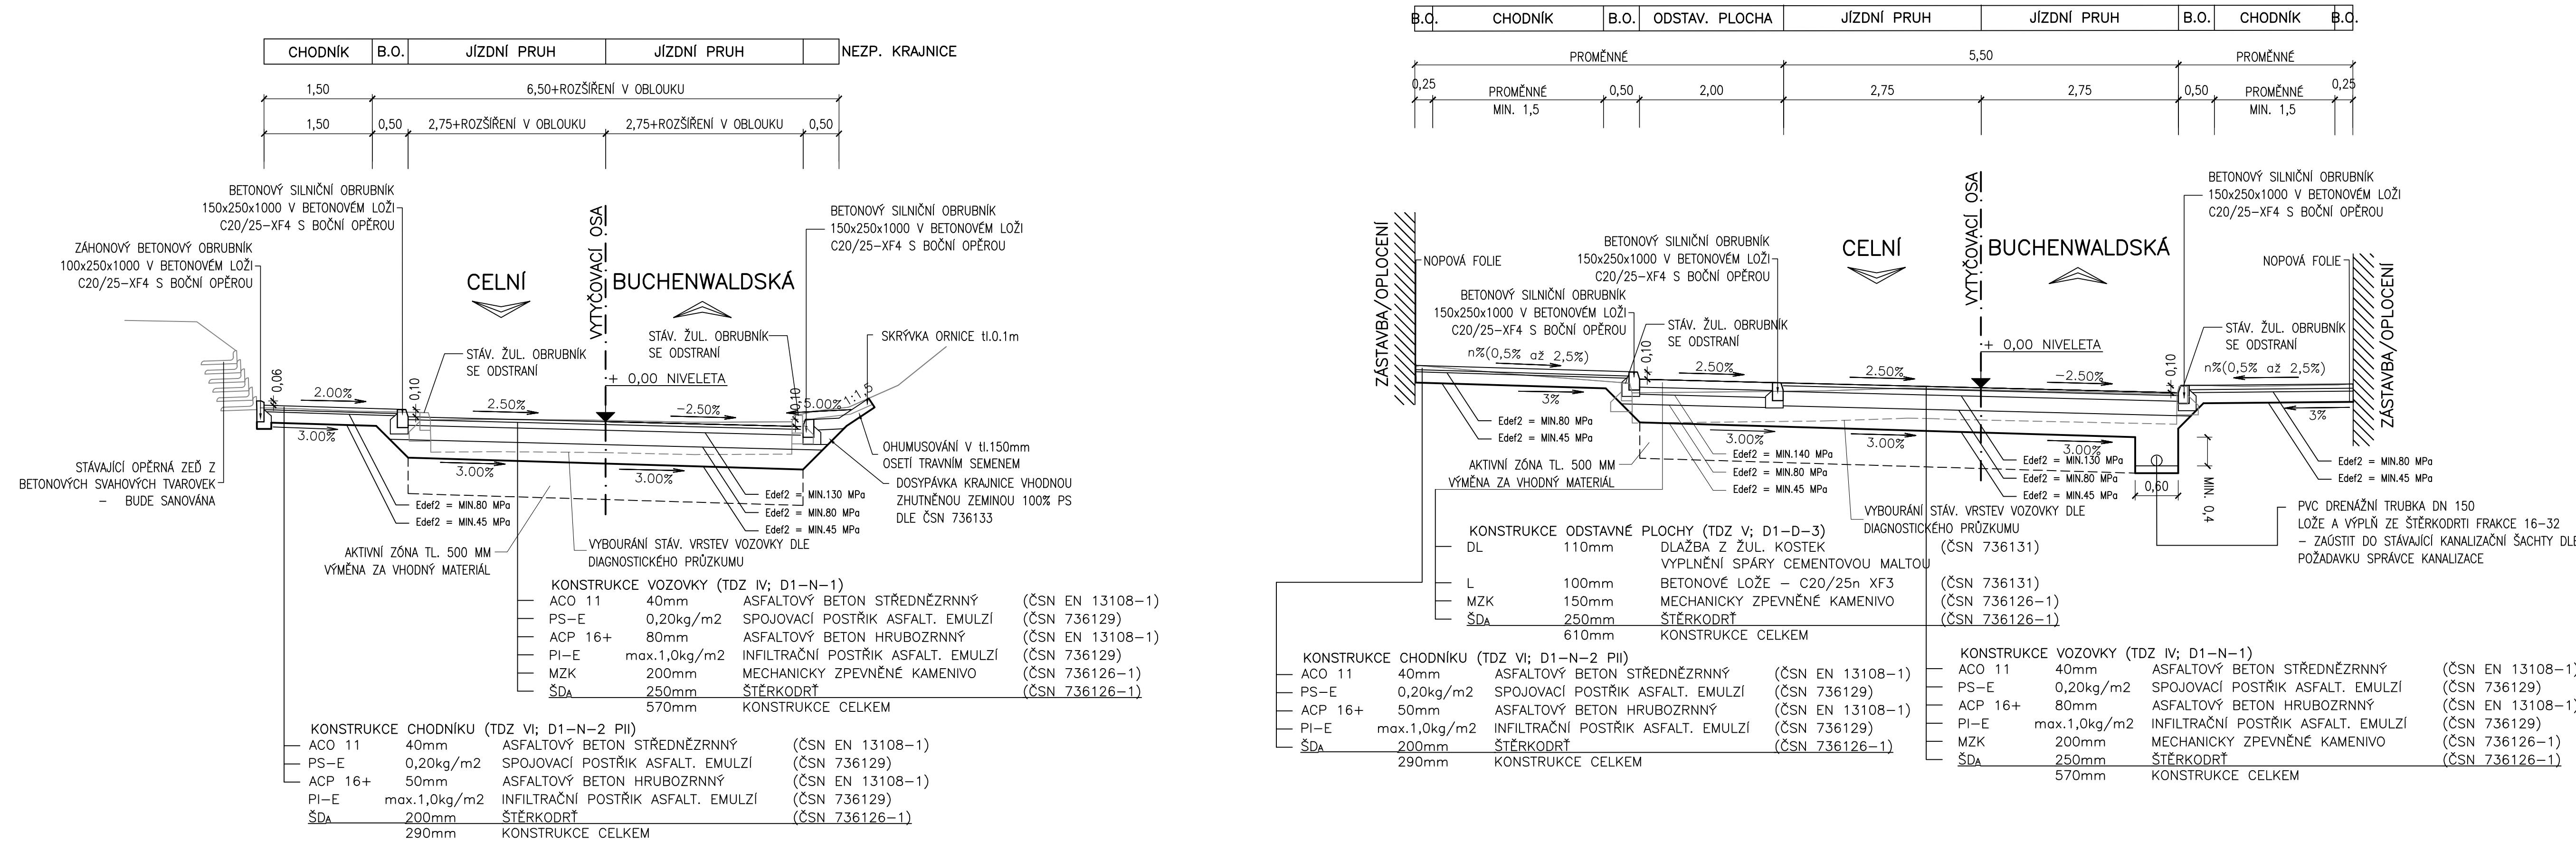 CHODNÍK B.O. JÍZDNÍ PRUH JÍZDNÍ PRUH NEZP. KRAJNICE
1,50 6,50+ROZŠÍŘENÍ V OBLOUKU
1,50 0,50 2,75+ROZŠÍŘENÍ V OBLOUKU 2,75+ROZŠÍŘENÍ V OBLOUKU 0,50
BETONOVÝ SILNIČNÍ OBRUBNÍK
150x250x1000 V BETONOVÉM LOŽI
C20/25-XF4 S BOČNÍ OPĚROU
ZÁHONOVÝ BETONOVÝ OBRUBNÍK
100x250x1000 V BETONOVÉM LOŽI
C20/25-XF4 S BOČNÍ OPĚROU
CELNÍ
VYTYČOVACÍ OSA
BUCHENWALDSKÁ
BETONOVÝ SILNIČNÍ OBRUBNÍK
150x250x1000 V BETONOVÉM LOŽI
C20/25-XF4 S BOČNÍ OPĚROU
STÁV. ŽUL. OBRUBNÍK
SE ODSTRANÍ
STÁV. ŽUL. OBRUBNÍK
SE ODSTRANÍ
SKRÝVKA ORNICE tl.0.1m
+ 0,00 NIVELETA
0,06
2.00%
0,10
2.50%
-2.50%
0,10
5.00%
1:1,5
3.00%
3.00%
3.00%
STÁVAJÍCÍ OPĚRNÁ ZEĎ Z
BETONOVÝCH SVAHOVÝCH TVAROVEK
- BUDE SANOVÁNA
Edef2 = MIN.80 MPa
Edef2 = MIN.45 MPa
AKTIVNÍ ZÓNA TL. 500 MM
VÝMĚNA ZA VHODNÝ MATERIÁL
VYBOURÁNÍ STÁV. VRSTEV VOZOVKY DLE
DIAGNOSTICKÉHO PRŮZKUMU
Edef2 = MIN.130 MPa
Edef2 = MIN.80 MPa
Edef2 = MIN.45 MPa
OHUMUSOVÁNÍ V tl.150mm
OSETÍ TRAVNÍM SEMENEM
DOSYPÁVKA KRAJNICE VHODNOU
ZHUTNĚNOU ZEMINOU 100% PS
DLE ČSN 736133
KONSTRUKCE VOZOVKY (TDZ IV; D1-N-1)
ACO 11 40mm ASFALTOVÝ BETON STŘEDNĚZRNNÝ (ČSN EN 13108-1)
PS-E 0,20kg/m2 SPOJOVACÍ POSTŘIK ASFALT. EMULZÍ (ČSN 736129)
ACP 16+ 80mm ASFALTOVÝ BETON HRUBOZRNNÝ (ČSN EN 13108-1)
PI-E max.1,0kg/m2 INFILTRAČNÍ POSTŘIK ASFALT. EMULZÍ (ČSN 736129)
MZK 200mm MECHANICKY ZPEVNĚNÉ KAMENIVO (ČSN 736126-1)
ŠDA 250mm ŠTĚRKODRŤ (ČSN 736126-1)
570mm KONSTRUKCE CELKEM
KONSTRUKCE CHODNÍKU (TDZ VI; D1-N-2 PII)
ACO 11 40mm ASFALTOVÝ BETON STŘEDNĚZRNNÝ (ČSN EN 13108-1)
PS-E 0,20kg/m2 SPOJOVACÍ POSTŘIK ASFALT. EMULZÍ (ČSN 736129)
ACP 16+ 50mm ASFALTOVÝ BETON HRUBOZRNNÝ (ČSN EN 13108-1)
PI-E max.1,0kg/m2 INFILTRAČNÍ POSTŘIK ASFALT. EMULZÍ (ČSN 736129)
ŠDA 200mm ŠTĚRKODRŤ (ČSN 736126-1)
290mm KONSTRUKCE CELKEM
B.O. CHODNÍK B.O. ODSTAV. PLOCHA JÍZDNÍ PRUH JÍZDNÍ PRUH B.O. CHODNÍK B.O.
PROMĚNNÉ 5,50 PROMĚNNÉ
0,25 PROMĚNNÉ 0,50 2,00 2,75 2,75 0,50 PROMĚNNÉ 0,25
MIN. 1,5 MIN. 1,5
ZÁSTAVBA/OPLOCENÍ
NOPOVÁ FOLIE
BETONOVÝ SILNIČNÍ OBRUBNÍK
150x250x1000 V BETONOVÉM LOŽI
C20/25-XF4 S BOČNÍ OPĚROU
BETONOVÝ SILNIČNÍ OBRUBNÍK
150x250x1000 V BETONOVÉM LOŽI
C20/25-XF4 S BOČNÍ OPĚROU
STÁV. ŽUL. OBRUBNÍK
SE ODSTRANÍ
CELNÍ
VYTYČOVACÍ OSA
BUCHENWALDSKÁ
BETONOVÝ SILNIČNÍ OBRUBNÍK
150x250x1000 V BETONOVÉM LOŽI
C20/25-XF4 S BOČNÍ OPĚROU
NOPOVÁ FOLIE
ZÁSTAVBA/OPLOCENÍ
STÁV. ŽUL. OBRUBNÍK
SE ODSTRANÍ
+ 0,00 NIVELETA
n%(0,5% až 2,5%)
0,10
2.50%
2.50%
-2.50%
0,10
n%(0,5% až 2,5%)
3%
3.00%
3.00%
3.00%
3%
Edef2 = MIN.80 MPa
Edef2 = MIN.45 MPa
AKTIVNÍ ZÓNA TL. 500 MM
VÝMĚNA ZA VHODNÝ MATERIÁL
Edef2 = MIN.140 MPa
Edef2 = MIN.80 MPa
Edef2 = MIN.45 MPa
VYBOURÁNÍ STÁV. VRSTEV VOZOVKY DLE
DIAGNOSTICKÉHO PRŮZKUMU
Edef2 = MIN.130 MPa
Edef2 = MIN.80 MPa
Edef2 = MIN.45 MPa
0,60
MIN. 0,4
Edef2 = MIN.80 MPa
Edef2 = MIN.45 MPa
PVC DRENÁŽNÍ TRUBKA DN 150
LOŽE A VÝPLŇ ZE ŠTĚRKODRTI FRAKCE 16-32
- ZAÚSTIT DO STÁVAJÍCÍ KANALIZAČNÍ ŠACHTY DLE
POŽADAVKU SPRÁVCE KANALIZACE
KONSTRUKCE ODSTAVNÉ PLOCHY (TDZ V; D1-D-3)
DL 110mm DLAŽBA Z ŽUL. KOSTEK (ČSN 736131)
VYPLNĚNÍ SPÁRY CEMENTOVOU MALTOU
L 100mm BETONOVÉ LOŽE - C20/25n XF3 (ČSN 736131)
MZK 150mm MECHANICKY ZPEVNĚNÉ KAMENIVO (ČSN 736126-1)
ŠDA 250mm ŠTĚRKODRŤ (ČSN 736126-1)
610mm KONSTRUKCE CELKEM
KONSTRUKCE CHODNÍKU (TDZ VI; D1-N-2 PII)
ACO 11 40mm ASFALTOVÝ BETON STŘEDNĚZRNNÝ (ČSN EN 13108-1)
PS-E 0,20kg/m2 SPOJOVACÍ POSTŘIK ASFALT. EMULZÍ (ČSN 736129)
ACP 16+ 50mm ASFALTOVÝ BETON HRUBOZRNNÝ (ČSN EN 13108-1)
PI-E max.1,0kg/m2 INFILTRAČNÍ POSTŘIK ASFALT. EMULZÍ (ČSN 736129)
ŠDA 200mm ŠTĚRKODRŤ (ČSN 736126-1)
290mm KONSTRUKCE CELKEM
KONSTRUKCE VOZOVKY (TDZ IV; D1-N-1)
ACO 11 40mm ASFALTOVÝ BETON STŘEDNĚZRNNÝ (ČSN EN 13108-1)
PS-E 0,20kg/m2 SPOJOVACÍ POSTŘIK ASFALT. EMULZÍ (ČSN 736129)
ACP 16+ 80mm ASFALTOVÝ BETON HRUBOZRNNÝ (ČSN EN 13108-1)
PI-E max.1,0kg/m2 INFILTRAČNÍ POSTŘIK ASFALT. EMULZÍ (ČSN 736129)
MZK 200mm MECHANICKY ZPEVNĚNÉ KAMENIVO (ČSN 736126-1)
ŠDA 250mm ŠTĚRKODRŤ (ČSN 736126-1)
570mm KONSTRUKCE CELKEM